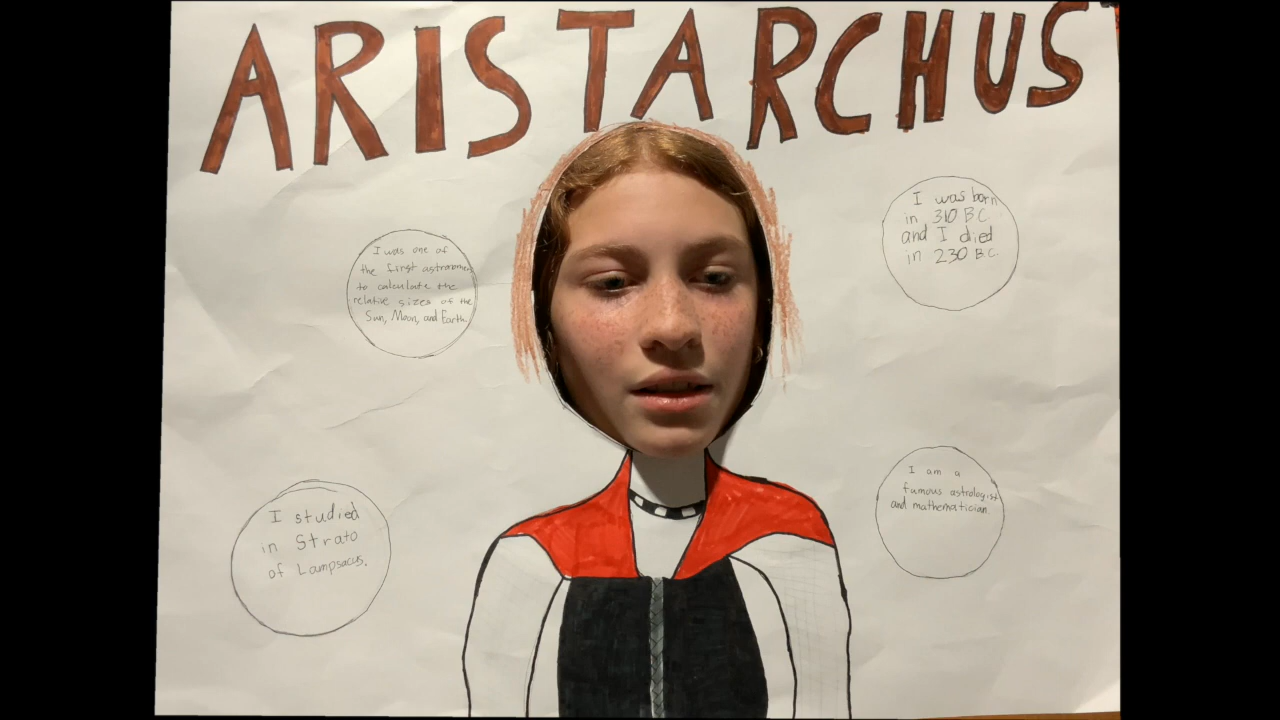 ARISTARCHUS
I was one of
the first astronomers
to calculate the
relative sizes of the
Sun, Moon, and Earth.
I was born
in 310 B.C.
and I died
in 230 B.C.
I studied
in Strato
of Lampsacus.
I am a
famous astrologist
and mathematician.